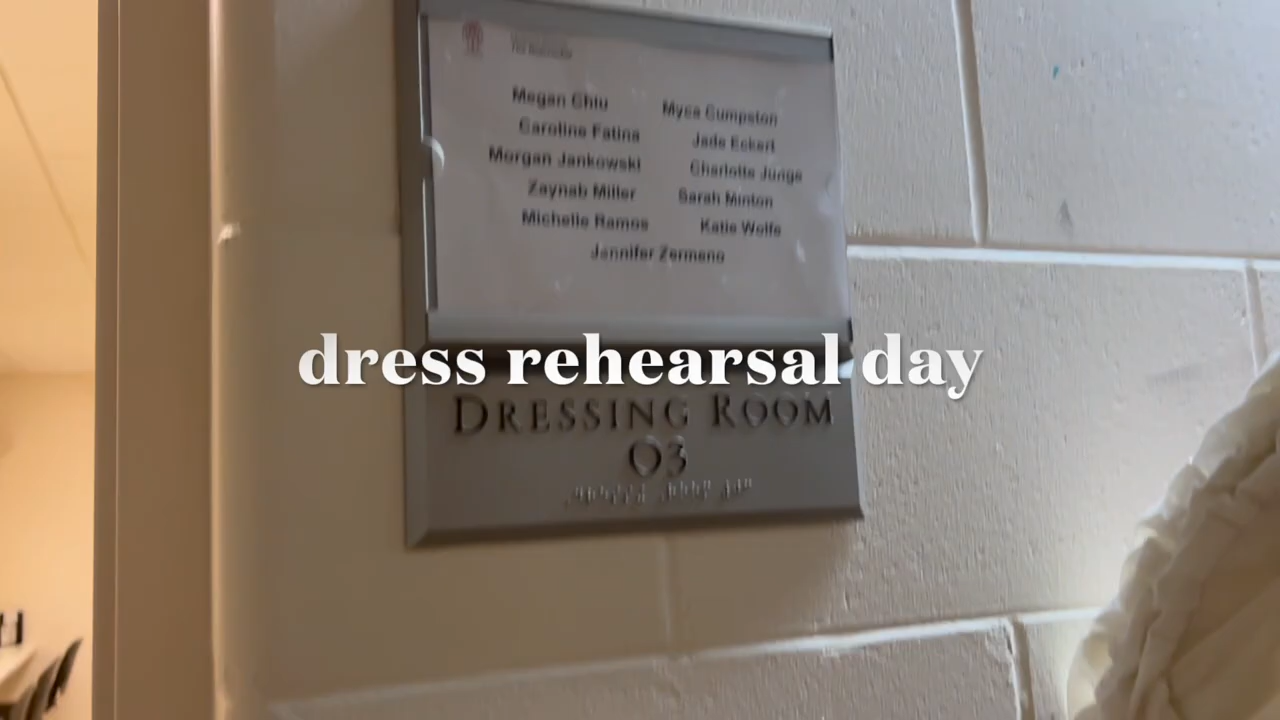 Megan Chiu Myca Cumpston
Caroline Fatina Jade Eckert
Morgan Jankowski Charlotte Junge
Zaynab Miller Sarah Minton
Michelle Ramos Katie Wolfe
Jennifer Zermeno
dress rehearsal day
DRESSING ROOM
03